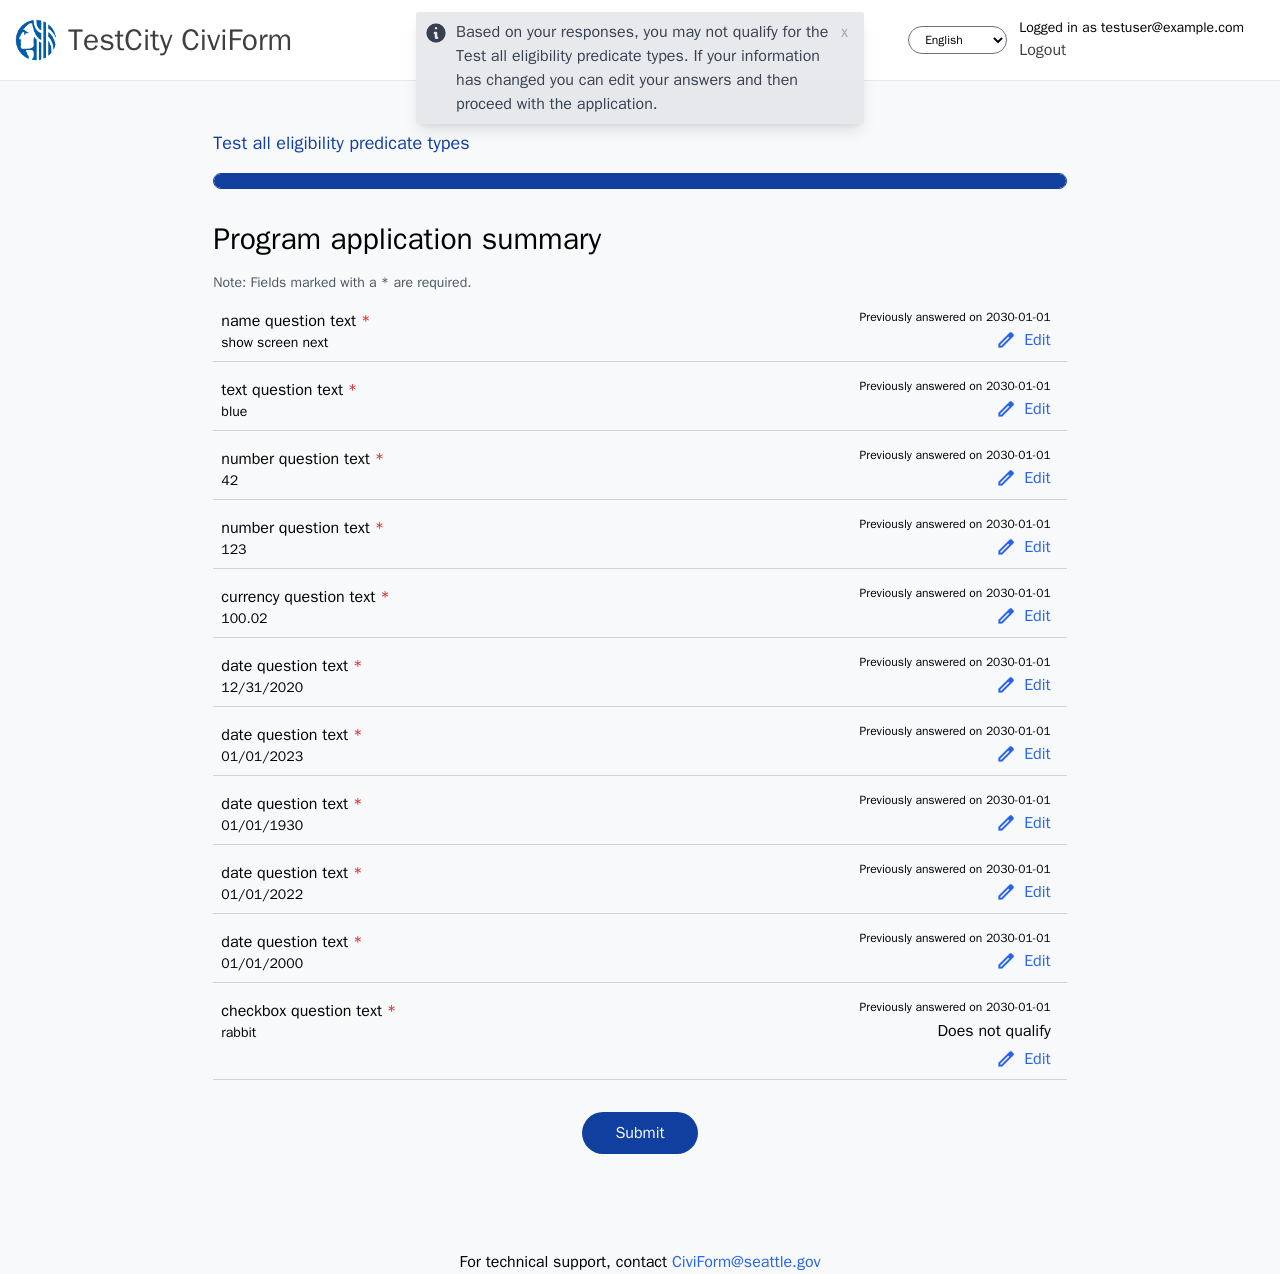 TestCity CiviForm
Based on your responses, you may not qualify for the
Test all eligibility predicate types. If your information
has changed you can edit your answers and then
proceed with the application.
x
English
Logged in as testuser@example.com
Logout
Test all eligibility predicate types
Program application summary
Note: Fields marked with a * are required.
name question text *
show screen next
Previously answered on 2030-01-01
Edit
text question text *
blue
Previously answered on 2030-01-01
Edit
number question text *
42
Previously answered on 2030-01-01
Edit
number question text *
123
Previously answered on 2030-01-01
Edit
currency question text *
100.02
Previously answered on 2030-01-01
Edit
date question text *
12/31/2020
Previously answered on 2030-01-01
Edit
date question text *
01/01/2023
Previously answered on 2030-01-01
Edit
date question text *
01/01/1930
Previously answered on 2030-01-01
Edit
date question text *
01/01/2022
Previously answered on 2030-01-01
Edit
date question text *
01/01/2000
Previously answered on 2030-01-01
Edit
checkbox question text *
rabbit
Previously answered on 2030-01-01
Does not qualify
Edit
Submit
For technical support, contact CiviForm@seattle.gov